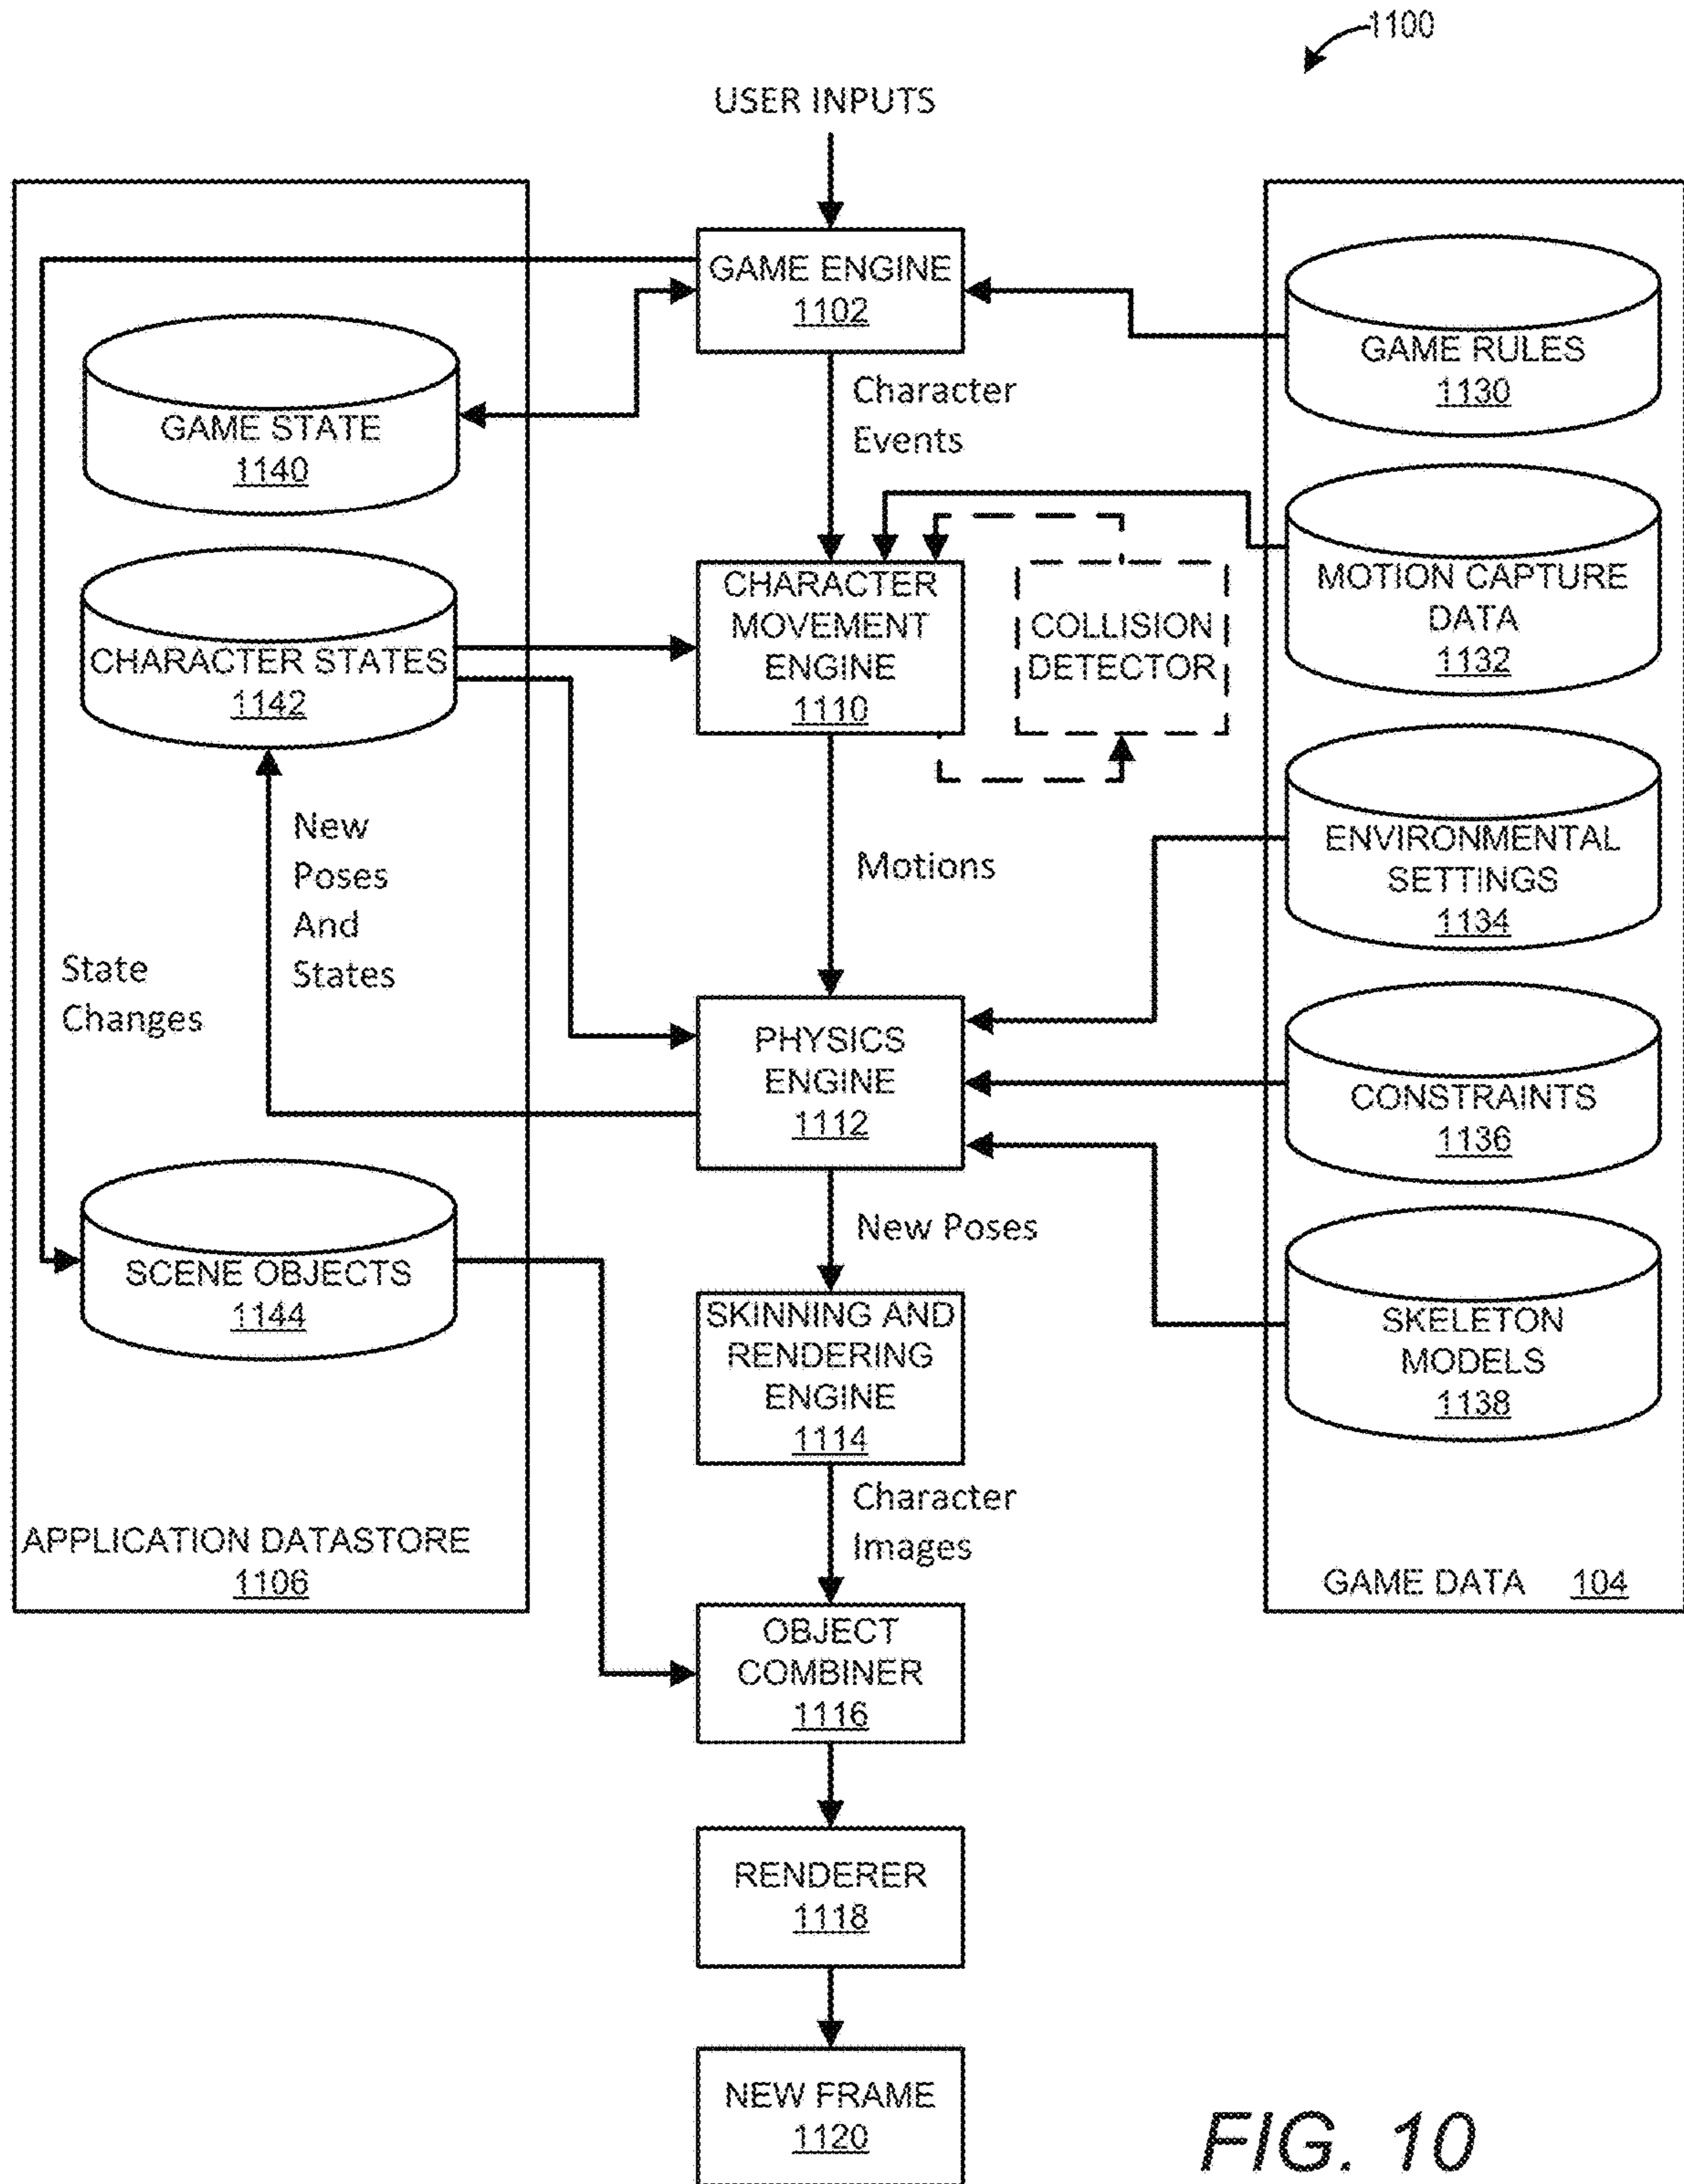 1100
USER INPUTS
GAME ENGINE
1102
GAME RULES
1130
Character
Events
GAME STATE
1140
MOTION CAPTURE
DATA
1132
CHARACTER
MOVEMENT
ENGINE
1110
COLLISION
DETECTOR
CHARACTER STATES
1142
New
Poses
And
States
Motions
ENVIRONMENTAL
SETTINGS
1134
State
Changes
PHYSICS
ENGINE
1112
CONSTRAINTS
1136
New Poses
SCENE OBJECTS
1144
SKINNING AND
RENDERING
ENGINE
1114
SKELETON
MODELS
1138
Character
Images
APPLICATION DATASTORE
1106
GAME DATA 104
OBJECT
COMBINER
1116
RENDERER
1118
NEW FRAME
1120
FIG. 10